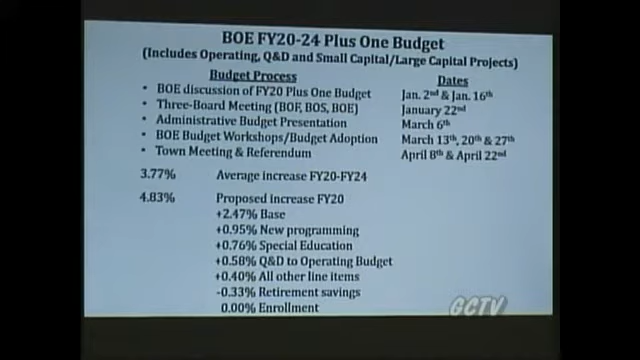 BOE FY20-24 Plus One Budget
(Includes Operating, Q&D and Small Capital/Large Capital Projects)
Budget Process Dates
• BOE discussion of FY20 Plus One Budget Jan. 2nd & Jan. 16th
• Three-Board Meeting (BOF, BOS, BOE) January 22nd
• Administrative Budget Presentation March 6th
• BOE Budget Workshops/Budget Adoption March 13th, 20th & 27th
• Town Meeting & Referendum April 8th & April 22nd
3.77% Average increase FY20-FY24
4.83% Proposed increase FY20
+2.47% Base
+0.95% New programming
+0.76% Special Education
+0.58% Q&D to Operating Budget
+0.40% All other line items
-0.33% Retirement savings
0.00% Enrollment
GCTV